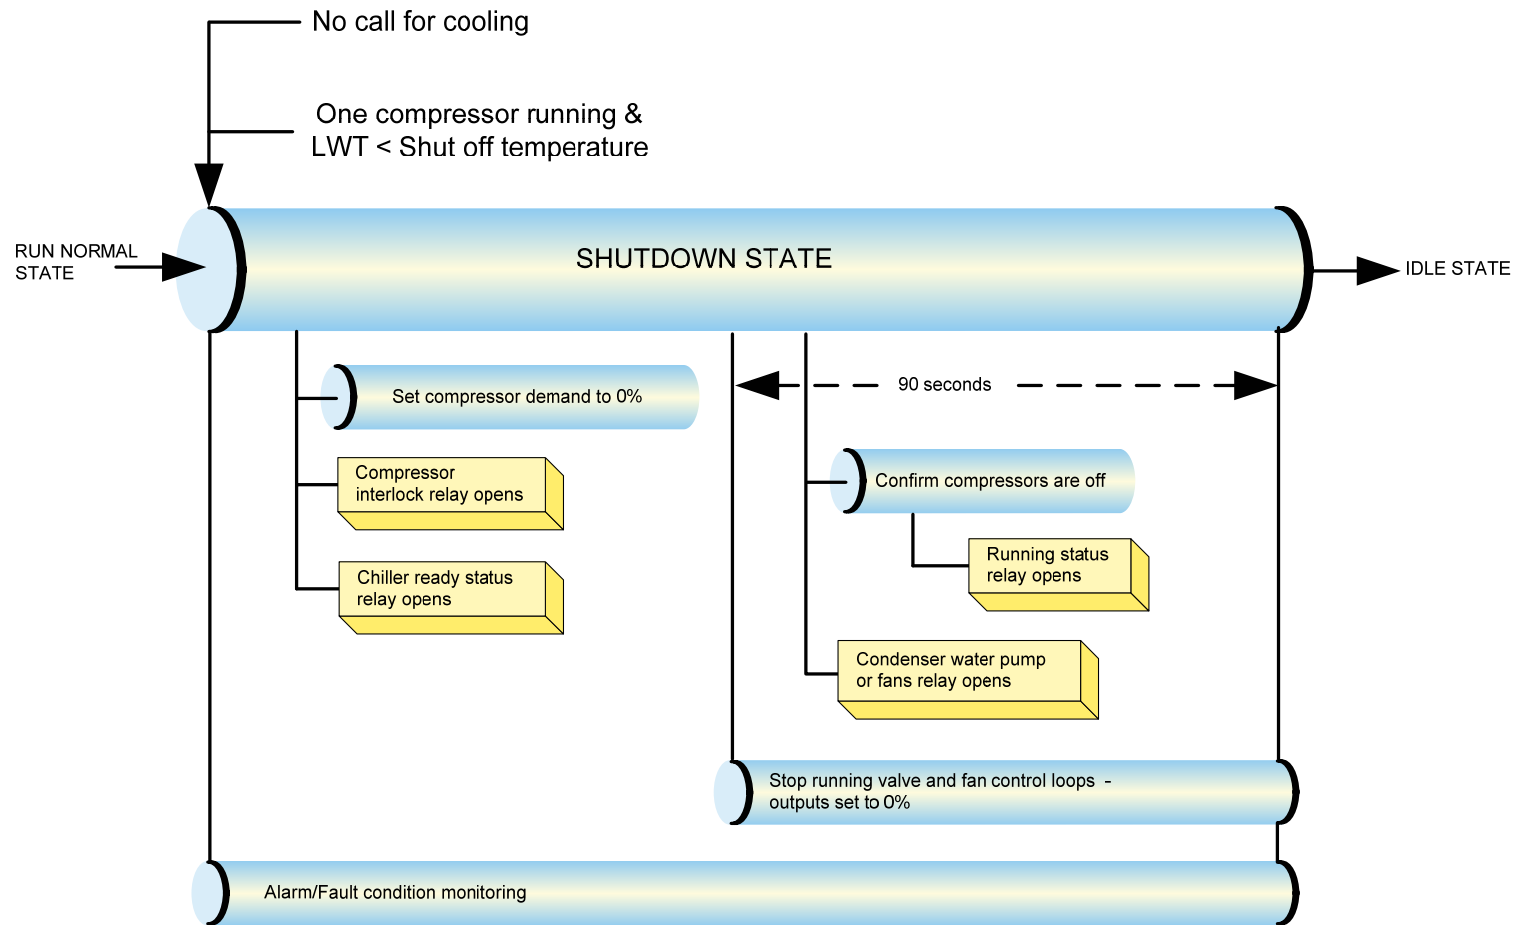 No call for cooling
One compressor running &
LWT < Shut off temperature
RUN NORMAL
STATE
SHUTDOWN STATE
IDLE STATE
Set compressor demand to 0%
90 seconds
Compressor
interlock relay opens
Confirm compressors are off
Chiller ready status
relay opens
Running status
relay opens
Condenser water pump
or fans relay opens
Stop running valve and fan control loops -
outputs set to 0%
Alarm/Fault condition monitoring